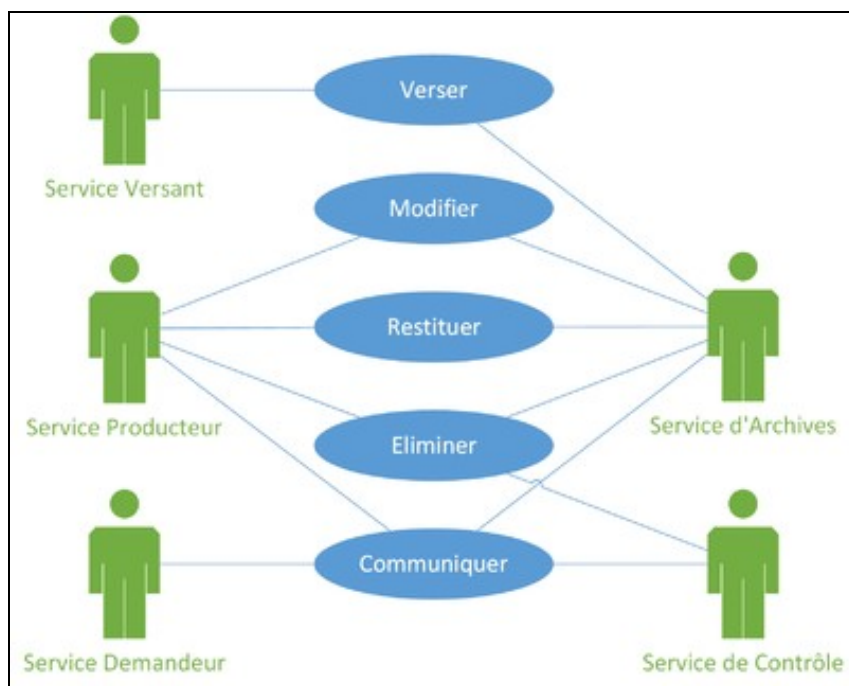 Verser
Service Versant
Modifier
Restituer
Service Producteur
Service d'Archives
Eliminer
Communiquer
Service Demandeur
Service de Contrôle